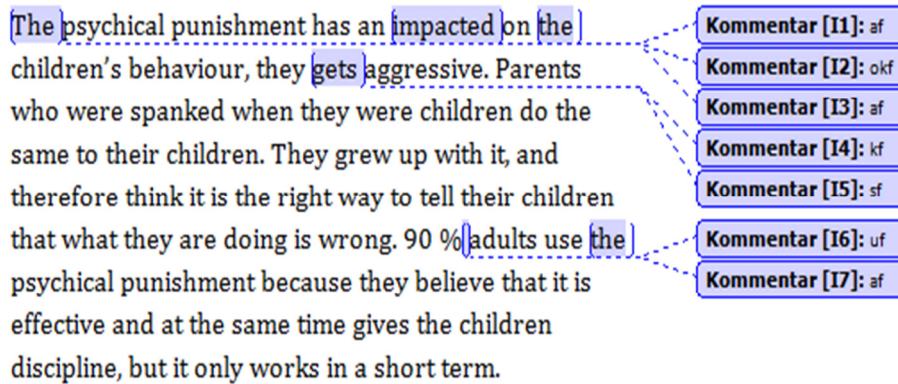 The psychical punishment has an impacted on the
children's behaviour, they gets aggressive. Parents
who were spanked when they were children do the
same to their children. They grew up with it, and
therefore think it is the right way to tell their children
that what they are doing is wrong. 90 % adults use the
psychical punishment because they believe that it is
effective and at the same time gives the children
discipline, but it only works in a short term.
Kommentar [I1]: af
Kommentar [I2]: okf
Kommentar [I3]: af
Kommentar [I4]: kf
Kommentar [I5]: sf
Kommentar [I6]: uf
Kommentar [I7]: af